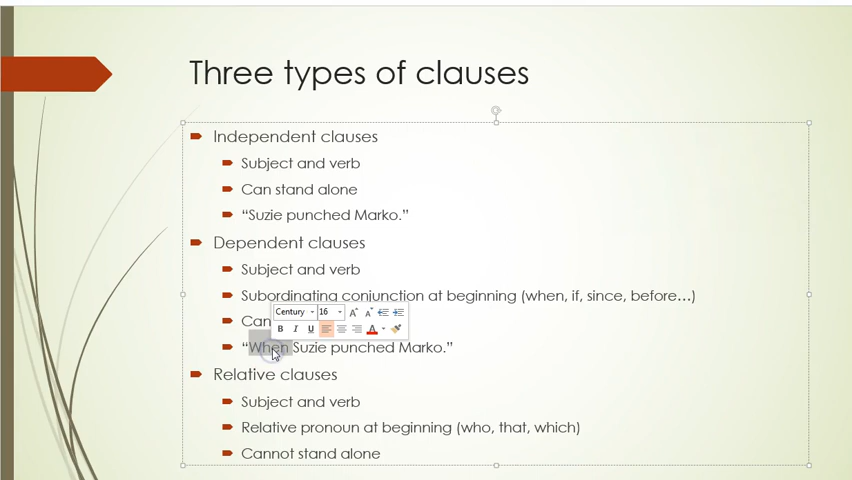 Three types of clauses
Independent clauses
Subject and verb
Can stand alone
“Suzie punched Marko.”
Dependent clauses
Subject and verb
Subordinating conjunction at beginning (when, if, since, before…)
Can
Century 16 A A
B I U A
“When Suzie punched Marko.”
Relative clauses
Subject and verb
Relative pronoun at beginning (who, that, which)
Cannot stand alone